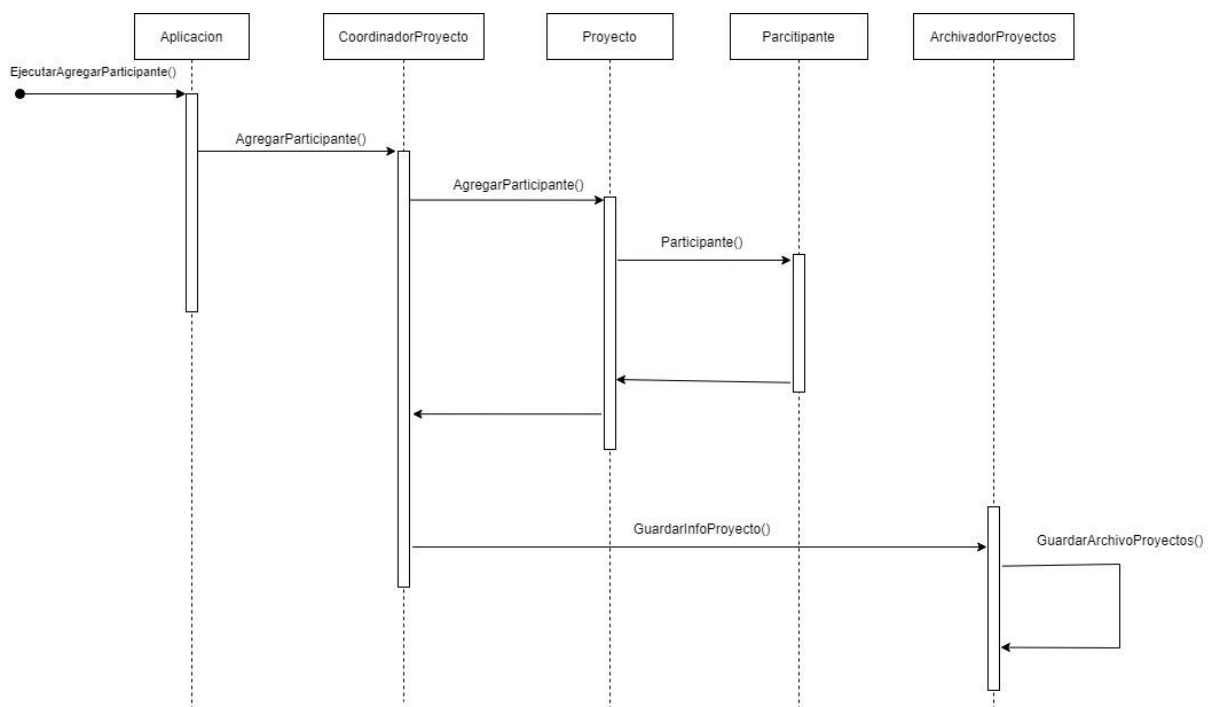 Aplicacion
CoordinadorProyecto
Proyecto
Parcitipante
ArchivadorProyectos
EjecutarAgregarParticipante()
AgregarParticipante()
AgregarParticipante()
Participante()
GuardarInfoProyecto()
GuardarArchivoProyectos()